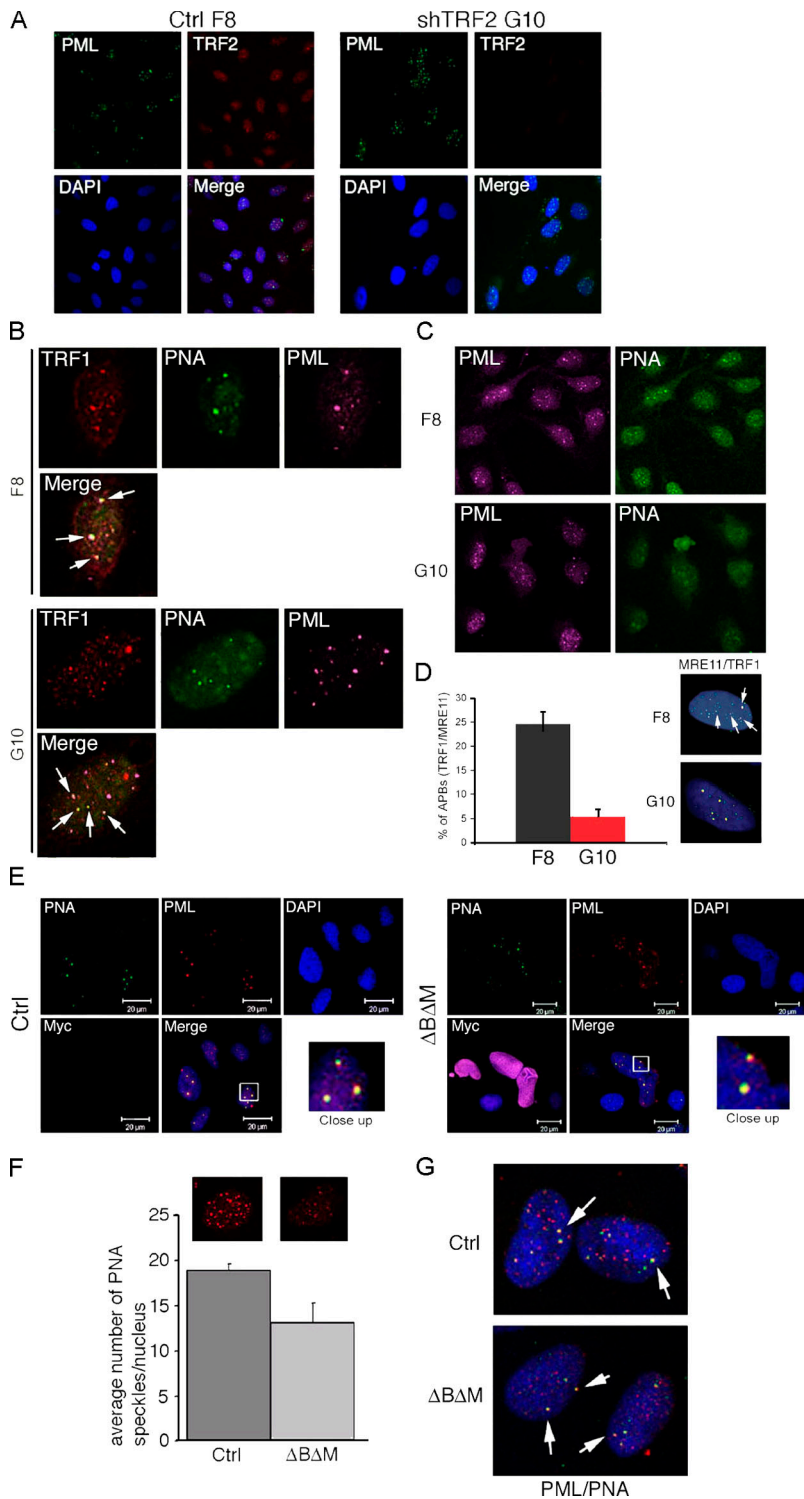 A
Ctrl F8
shTRF2 G10
PML
TRF2
PML
TRF2
DAPI
Merge
DAPI
Merge
B
TRF1
PNA
PML
F8
Merge
TRF1
PNA
PML
G10
Merge
C
PML
PNA
F8
PML
PNA
G10
D
% of APBs (TRF1/MRE11)
30
25
20
15
10
5
0
F8
G10
MRE11/TRF1
F8
G10
E
Ctrl
PNA
PML
DAPI
20 µm
20 µm
20 µm
Myc
Merge
20 µm
20 µm
Close up
ΔBΔM
PNA
PML
DAPI
20 µm
20 µm
20 µm
Myc
Merge
20 µm
20 µm
Close up
F
average number of PNA
speckles/nucleus
25
20
15
10
5
0
Ctrl
ΔBΔM
G
Ctrl
ΔBΔM
PML/PNA